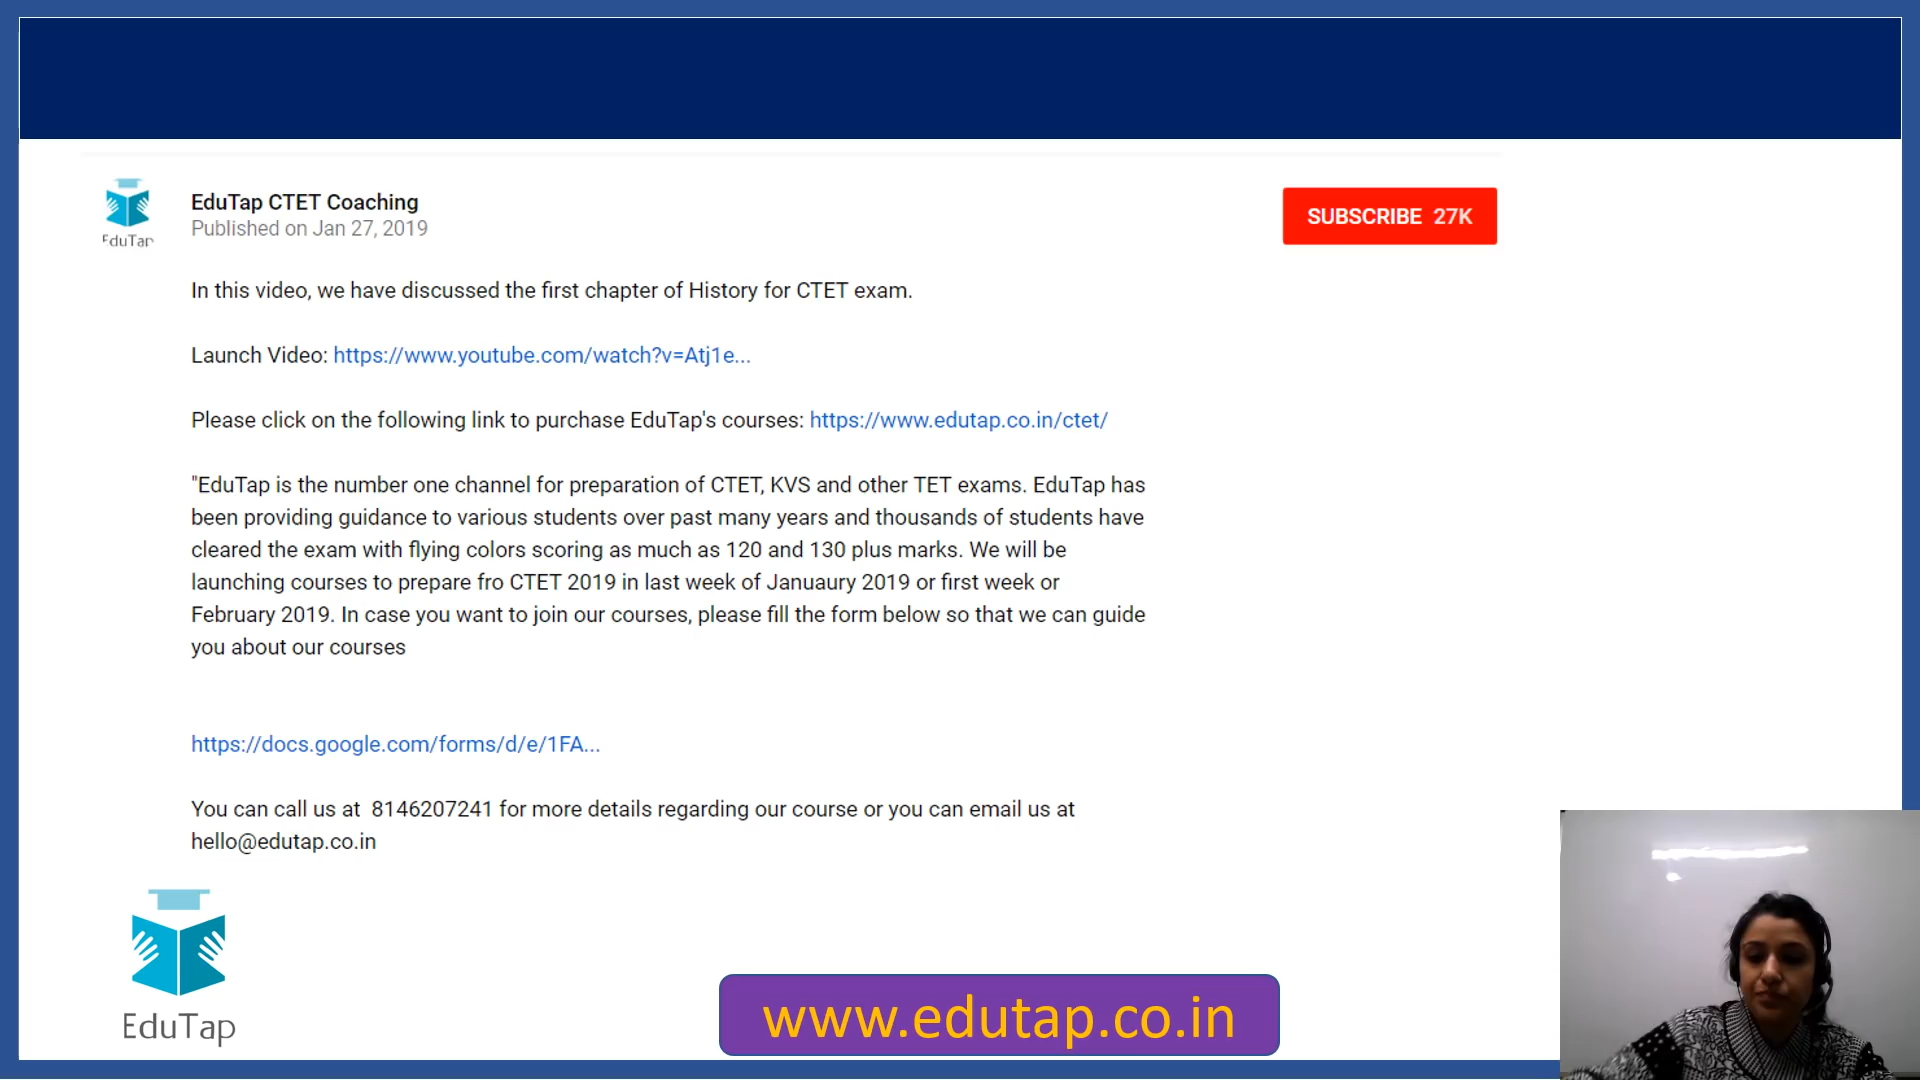 EduTap CTET Coaching
Published on Jan 27, 2019
SUBSCRIBE 27K
EduTap
In this video, we have discussed the first chapter of History for CTET exam.
Launch Video: https://www.youtube.com/watch?v=Atj1e...
Please click on the following link to purchase EduTap's courses: https://www.edutap.co.in/ctet/
"EduTap is the number one channel for preparation of CTET, KVS and other TET exams. EduTap has
been providing guidance to various students over past many years and thousands of students have
cleared the exam with flying colors scoring as much as 120 and 130 plus marks. We will be
launching courses to prepare fro CTET 2019 in last week of Januaury 2019 or first week or
February 2019. In case you want to join our courses, please fill the form below so that we can guide
you about our courses
https://docs.google.com/forms/d/e/1FA...
You can call us at 8146207241 for more details regarding our course or you can email us at
hello@edutap.co.in
EduTap
www.edutap.co.in